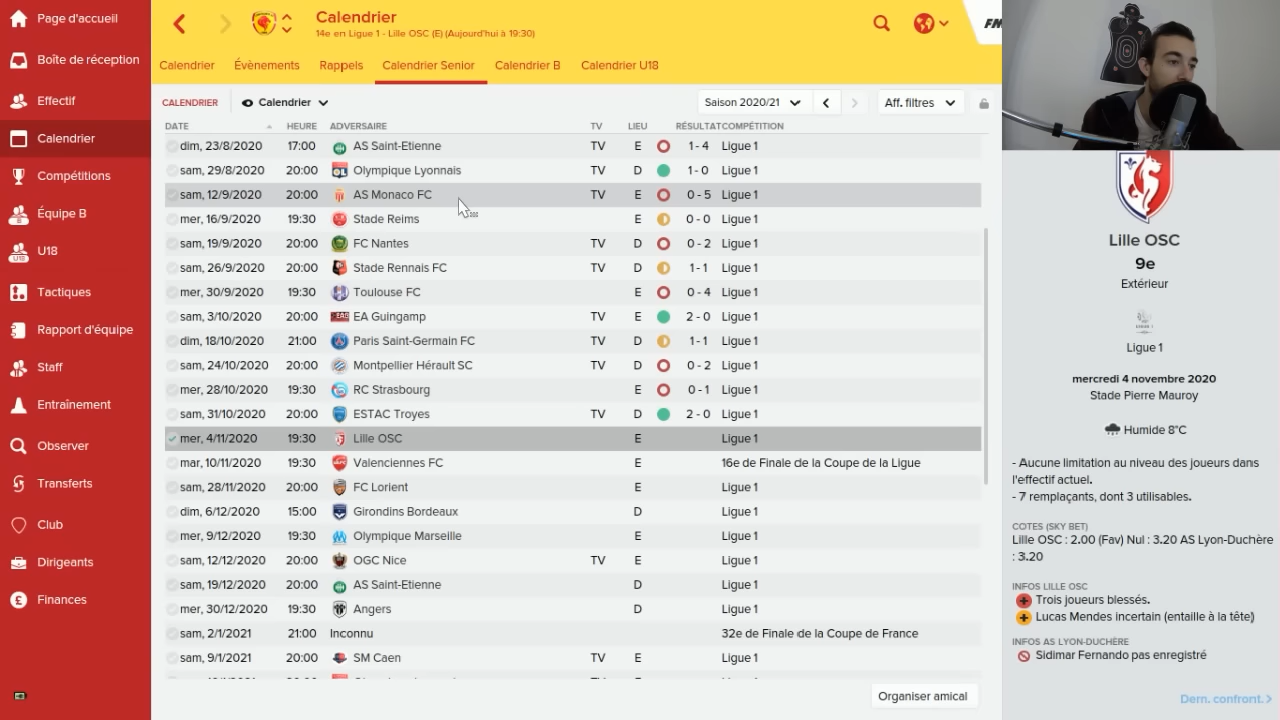 Page d'accueil
Boîte de réception
Effectif
Calendrier
Compétitions
Équipe B
U18
Tactiques
Rapport d'équipe
Staff
Entraînement
Observer
Transferts
Club
Dirigeants
Finances
Calendrier
14e en Ligue 1 - Lille OSC (E) (Aujourd'hui à 19:30)
FM
Calendrier Évènements Rappels Calendrier Senior Calendrier B Calendrier U18
CALENDRIER Calendrier Saison 2020/21 Aff. filtres
DATE HEURE ADVERSAIRE TV LIEU RÉSULTAT COMPÉTITION
dim, 23/8/2020 17:00 AS Saint-Etienne TV E 1 - 4 Ligue 1
sam, 29/8/2020 20:00 Olympique Lyonnais TV D 1 - 0 Ligue 1
sam, 12/9/2020 20:00 AS Monaco FC TV E 0 - 5 Ligue 1
mer, 16/9/2020 19:30 Stade Reims E 0 - 0 Ligue 1
sam, 19/9/2020 20:00 FC Nantes TV D 0 - 2 Ligue 1
sam, 26/9/2020 20:00 Stade Rennais FC TV D 1 - 1 Ligue 1
mer, 30/9/2020 19:30 Toulouse FC E 0 - 4 Ligue 1
sam, 3/10/2020 20:00 EA Guingamp TV E 2 - 0 Ligue 1
dim, 18/10/2020 21:00 Paris Saint-Germain FC TV D 1 - 1 Ligue 1
sam, 24/10/2020 20:00 Montpellier Hérault SC TV D 0 - 2 Ligue 1
mer, 28/10/2020 19:30 RC Strasbourg E 0 - 1 Ligue 1
sam, 31/10/2020 20:00 ESTAC Troyes TV D 2 - 0 Ligue 1
mer, 4/11/2020 19:30 Lille OSC E Ligue 1
mar, 10/11/2020 19:30 Valenciennes FC E 16e de Finale de la Coupe de la Ligue
sam, 28/11/2020 20:00 FC Lorient E Ligue 1
dim, 6/12/2020 15:00 Girondins Bordeaux D Ligue 1
mer, 9/12/2020 19:30 Olympique Marseille E Ligue 1
sam, 12/12/2020 20:00 OGC Nice TV E Ligue 1
sam, 19/12/2020 20:00 AS Saint-Etienne D Ligue 1
mer, 30/12/2020 19:30 Angers D Ligue 1
sam, 2/1/2021 21:00 Inconnu 32e de Finale de la Coupe de France
sam, 9/1/2021 20:00 SM Caen TV E Ligue 1
Organiser amical
Lille OSC
9e
Extérieur
Ligue 1
mercredi 4 novembre 2020
Stade Pierre Mauroy
Humide 8°C
- Aucune limitation au niveau des joueurs dans
l'effectif actuel.
- 7 remplaçants, dont 3 utilisables.
COTES (SKY BET)
Lille OSC : 2.00 (Fav) Nul : 3.20 AS Lyon-Duchère
: 3.20
INFOS LILLE OSC
Trois joueurs blessés.
Lucas Mendes incertain (entaille à la tête)
INFOS AS LYON-DUCHÈRE
Sidimar Fernando pas enregistré
Dern. confront. >